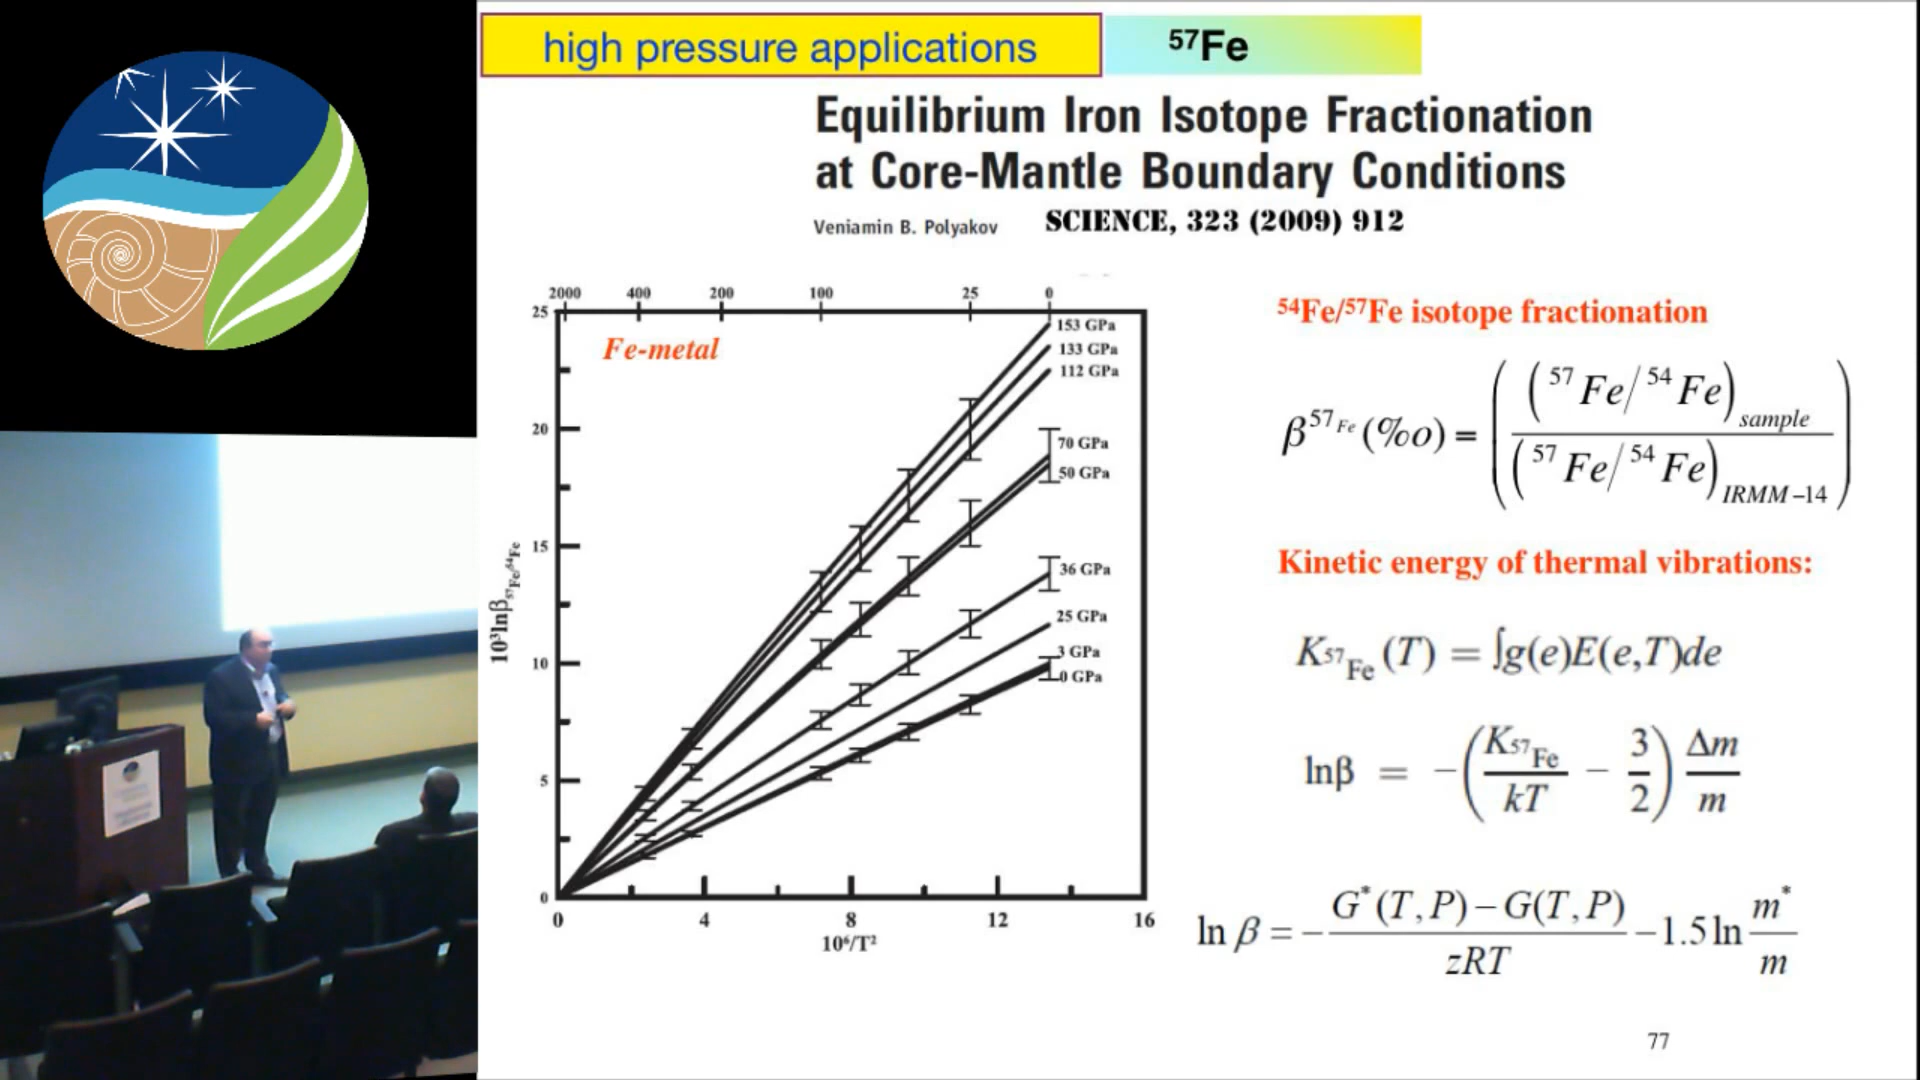 high pressure applications
⁵⁷Fe
Equilibrium Iron Isotope Fractionation
at Core-Mantle Boundary Conditions
Veniamin B. Polyakov
SCIENCE, 323 (2009) 912
2000 400 200 100 25 0
Fe-metal
25
20
15
10
5
0
10³lnβ ⁵⁷Fe/⁵⁴Fe
153 GPa
133 GPa
112 GPa
70 GPa
50 GPa
36 GPa
25 GPa
3 GPa
0 GPa
0 4 8 12 16
10⁶/T²
⁵⁴Fe/⁵⁷Fe isotope fractionation
β⁵⁷Fe (‰) = ( (⁵⁷Fe/⁵⁴Fe)sample / (⁵⁷Fe/⁵⁴Fe)IRMM–14 )
Kinetic energy of thermal vibrations:
K⁵⁷Fe (T) = ∫g(e)E(e,T)de
lnβ = −(K⁵⁷Fe/kT − 3/2) Δm/m
ln β = − (G*(T,P) – G(T,P))/zRT − 1.5 ln m*/m
77